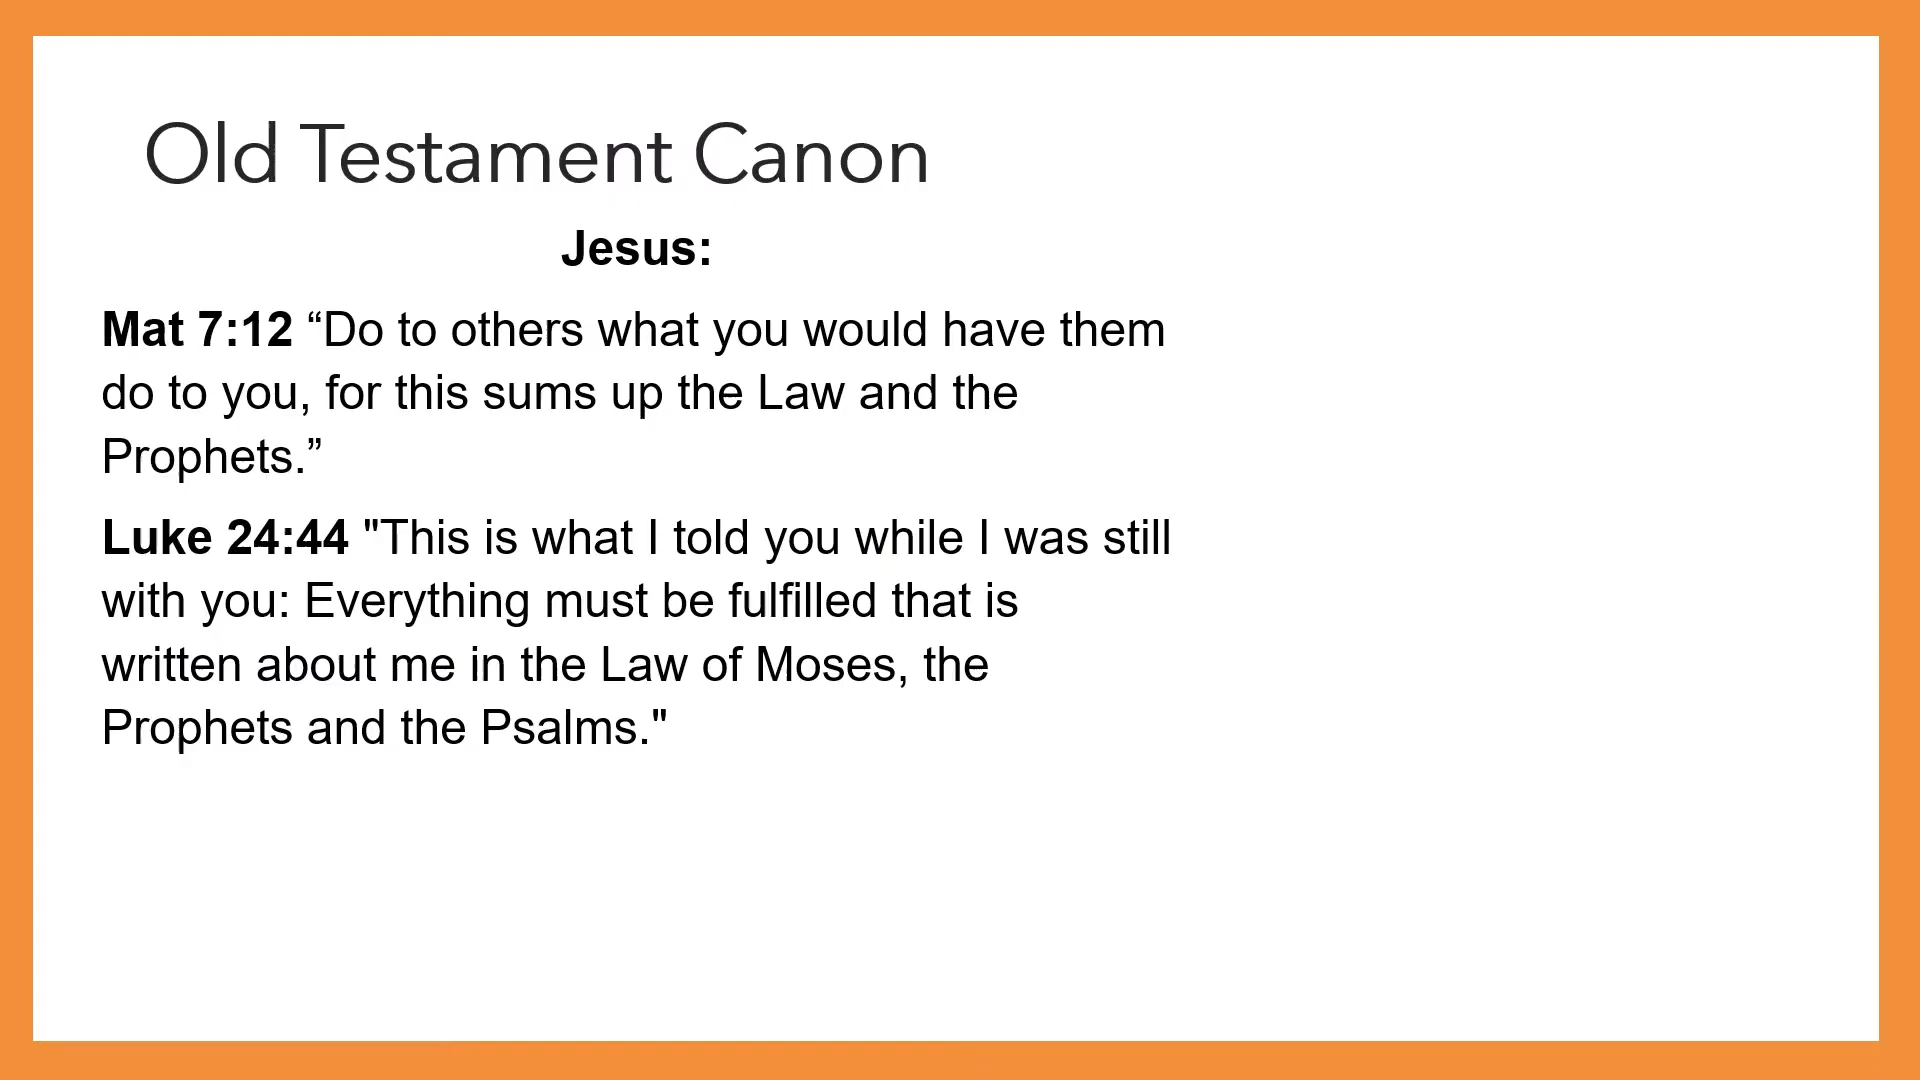 Old Testament Canon
Jesus:
Mat 7:12 “Do to others what you would have them
do to you, for this sums up the Law and the
Prophets.”
Luke 24:44 "This is what I told you while I was still
with you: Everything must be fulfilled that is
written about me in the Law of Moses, the
Prophets and the Psalms."